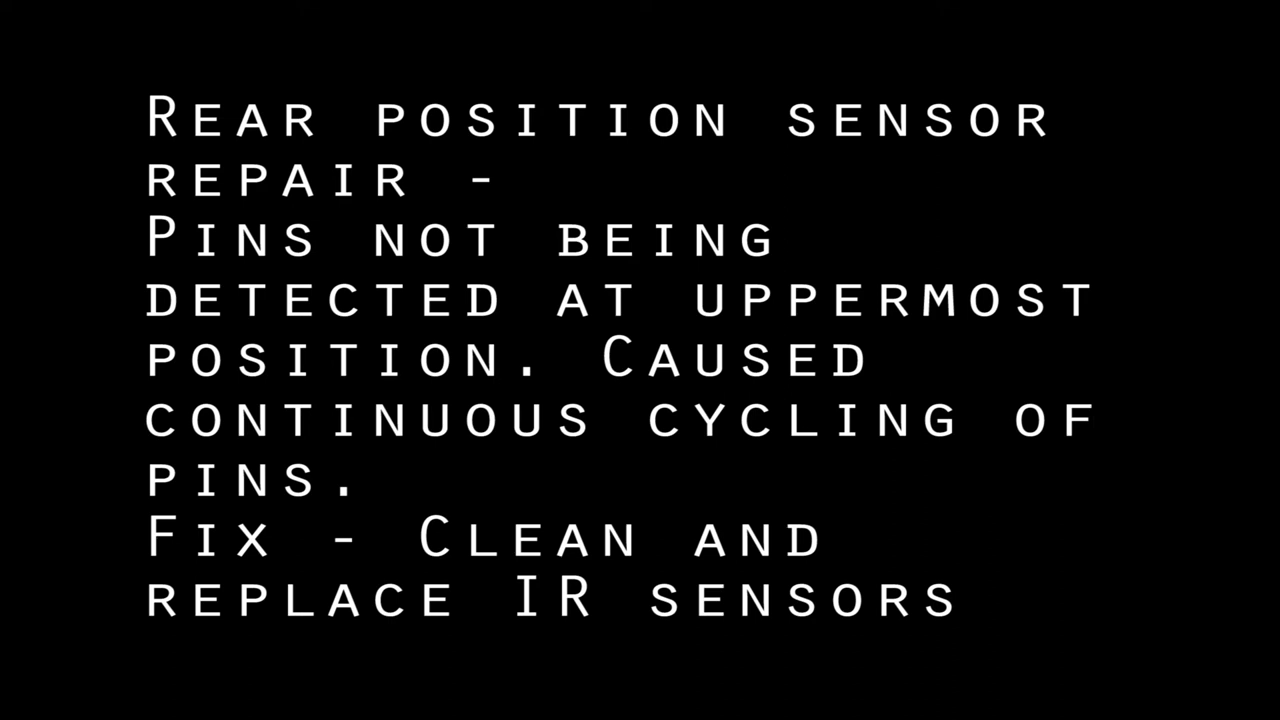 Rear position sensor
repair -
Pins not being
detected at uppermost
position. Caused
continuous cycling of
pins.
Fix - Clean and
replace IR sensors